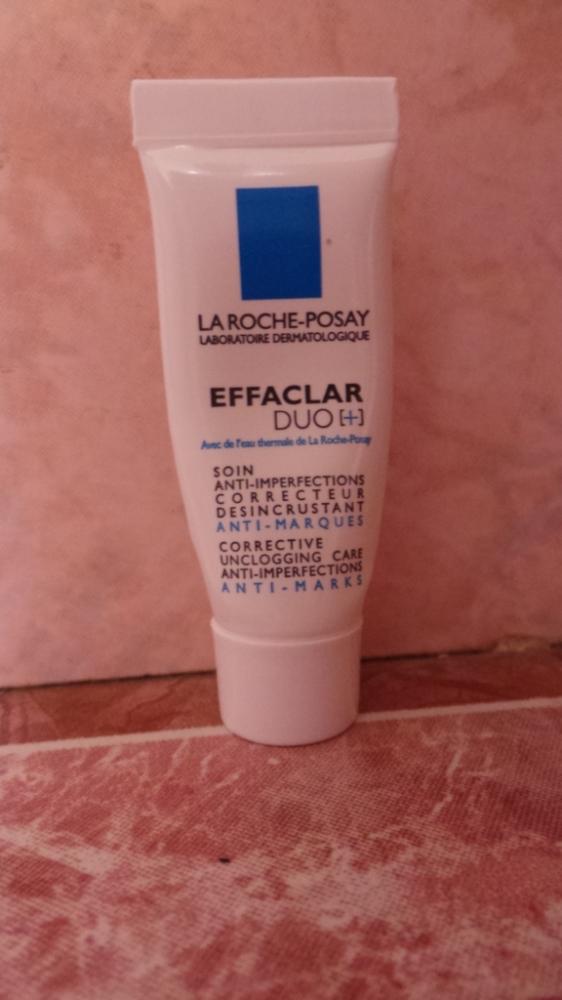 LA ROCHE-POSAY
LABORATOIRE DERMATOLOGIQUE
EFFACLAR
DUO [+]
Avec de l'eau thermale de La Roche-Posay
SOIN
ANTI-IMPERFECTIONS
CORRECTEUR
DESINCRUSTANT
ANTI-MARQUES
CORRECTIVE
UNCLOGGING CARE
ANTI-IMPERFECTIONS
ANTI-MARKS